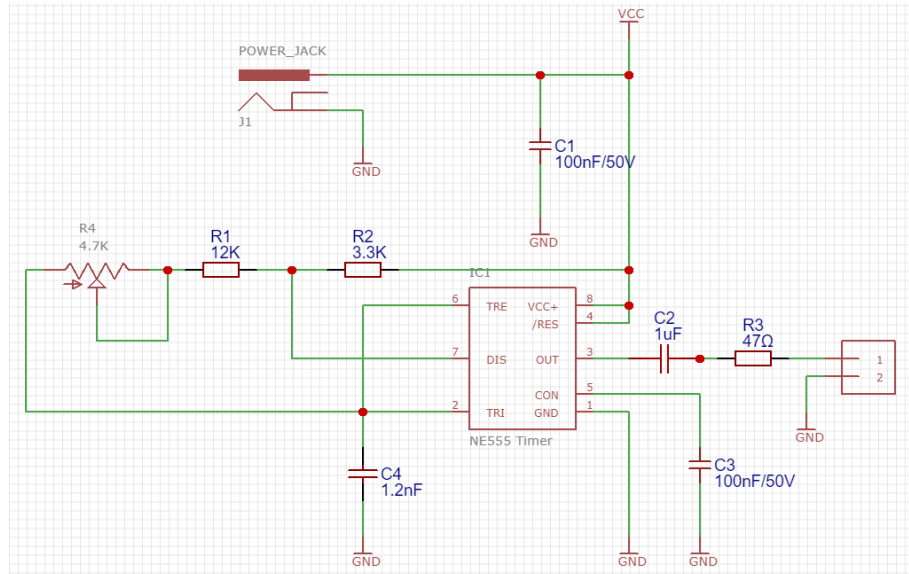 VCC
POWER_JACK
J1
C1
100nF/50V
GND
GND
R4
4.7K
R1
12K
R2
3.3K
IC1
6 TRE VCC+ 8
/RES 4
7 DIS OUT 3
CON 5
2 TRI GND 1
NE555 Timer
C2
1uF
R3
47Ω
1
2
GND
C4
1.2nF
C3
100nF/50V
GND
GND
GND